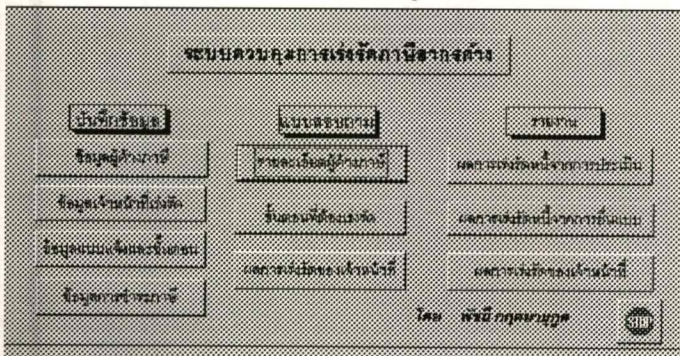 ระบบควบคุมการเร่งรัดภาษีอากรค้าง
บันทึกข้อมูล
ข้อมูลผู้ค้างภาษี
ข้อมูลเจ้าหน้าที่เร่งรัด
ข้อมูลแบบแจ้งและขั้นตอน
ข้อมูลการชำระภาษี
แบบสอบถาม
รายละเอียดผู้ค้างภาษี
ขั้นตอนที่ต้องเร่งรัด
ผลการเร่งรัดของเจ้าหน้าที่
รายงาน
ผลการเร่งรัดหนี้จากการประเมิน
ผลการเร่งรัดหนี้จากการยื่นแบบ
ผลการเร่งรัดของเจ้าหน้าที่
โดย พัชนี
STOP